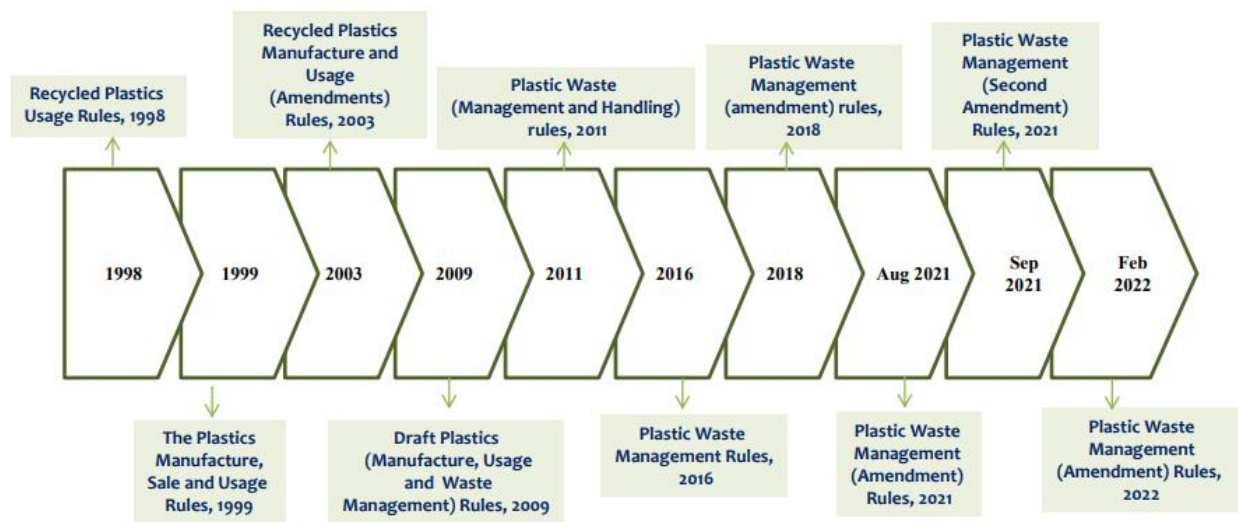 Recycled Plastics
Usage Rules, 1998
Recycled Plastics
Manufacture and
Usage
(Amendments)
Rules, 2003
Plastic Waste
(Management and Handling)
rules, 2011
Plastic Waste
Management
(amendment) rules,
2018
Plastic Waste
Management
(Second
Amendment)
Rules, 2021
1998
1999
2003
2009
2011
2016
2018
Aug 2021
Sep
2021
Feb
2022
The Plastics
Manufacture,
Sale and Usage
Rules, 1999
Draft Plastics
(Manufacture, Usage
and Waste
Management) Rules, 2009
Plastic Waste
Management Rules,
2016
Plastic Waste
Management
(Amendment)
Rules, 2021
Plastic Waste
Management
(Amendment) Rules,
2022